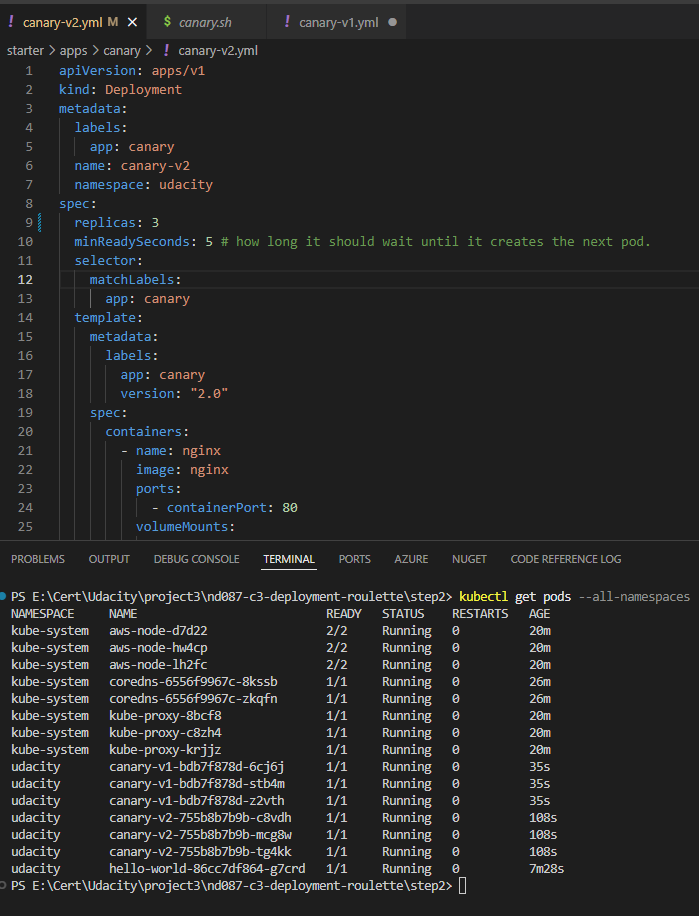 ! canary-v2.yml M × $ canary.sh ! canary-v1.yml ●
starter > apps > canary > ! canary-v2.yml
1 apiVersion: apps/v1
2 kind: Deployment
3 metadata:
4 labels:
5 app: canary
6 name: canary-v2
7 namespace: udacity
8 spec:
9 replicas: 3
10 minReadySeconds: 5 # how long it should wait until it creates the next pod.
11 selector:
12 matchLabels:
13 app: canary
14 template:
15 metadata:
16 labels:
17 app: canary
18 version: "2.0"
19 spec:
20 containers:
21 - name: nginx
22 image: nginx
23 ports:
24 - containerPort: 80
25 volumeMounts:
PROBLEMS OUTPUT DEBUG CONSOLE TERMINAL PORTS AZURE NUGET CODE REFERENCE LOG
PS E:\Cert\Udacity\project3\nd087-c3-deployment-roulette\step2> kubectl get pods --all-namespaces
NAMESPACE NAME READY STATUS RESTARTS AGE
kube-system aws-node-d7d22 2/2 Running 0 20m
kube-system aws-node-hw4cp 2/2 Running 0 20m
kube-system aws-node-lh2fc 2/2 Running 0 20m
kube-system coredns-6556f9967c-8kssb 1/1 Running 0 26m
kube-system coredns-6556f9967c-zkqfn 1/1 Running 0 26m
kube-system kube-proxy-8bcf8 1/1 Running 0 20m
kube-system kube-proxy-c8zh4 1/1 Running 0 20m
kube-system kube-proxy-krjjz 1/1 Running 0 20m
udacity canary-v1-bdb7f878d-6cj6j 1/1 Running 0 35s
udacity canary-v1-bdb7f878d-stb4m 1/1 Running 0 35s
udacity canary-v1-bdb7f878d-z2vth 1/1 Running 0 35s
udacity canary-v2-755b8b7b9b-c8vdh 1/1 Running 0 108s
udacity canary-v2-755b8b7b9b-mcg8w 1/1 Running 0 108s
udacity canary-v2-755b8b7b9b-tg4kk 1/1 Running 0 108s
udacity hello-world-86cc7df864-g7crd 1/1 Running 0 7m28s
PS E:\Cert\Udacity\project3\nd087-c3-deployment-roulette\step2>